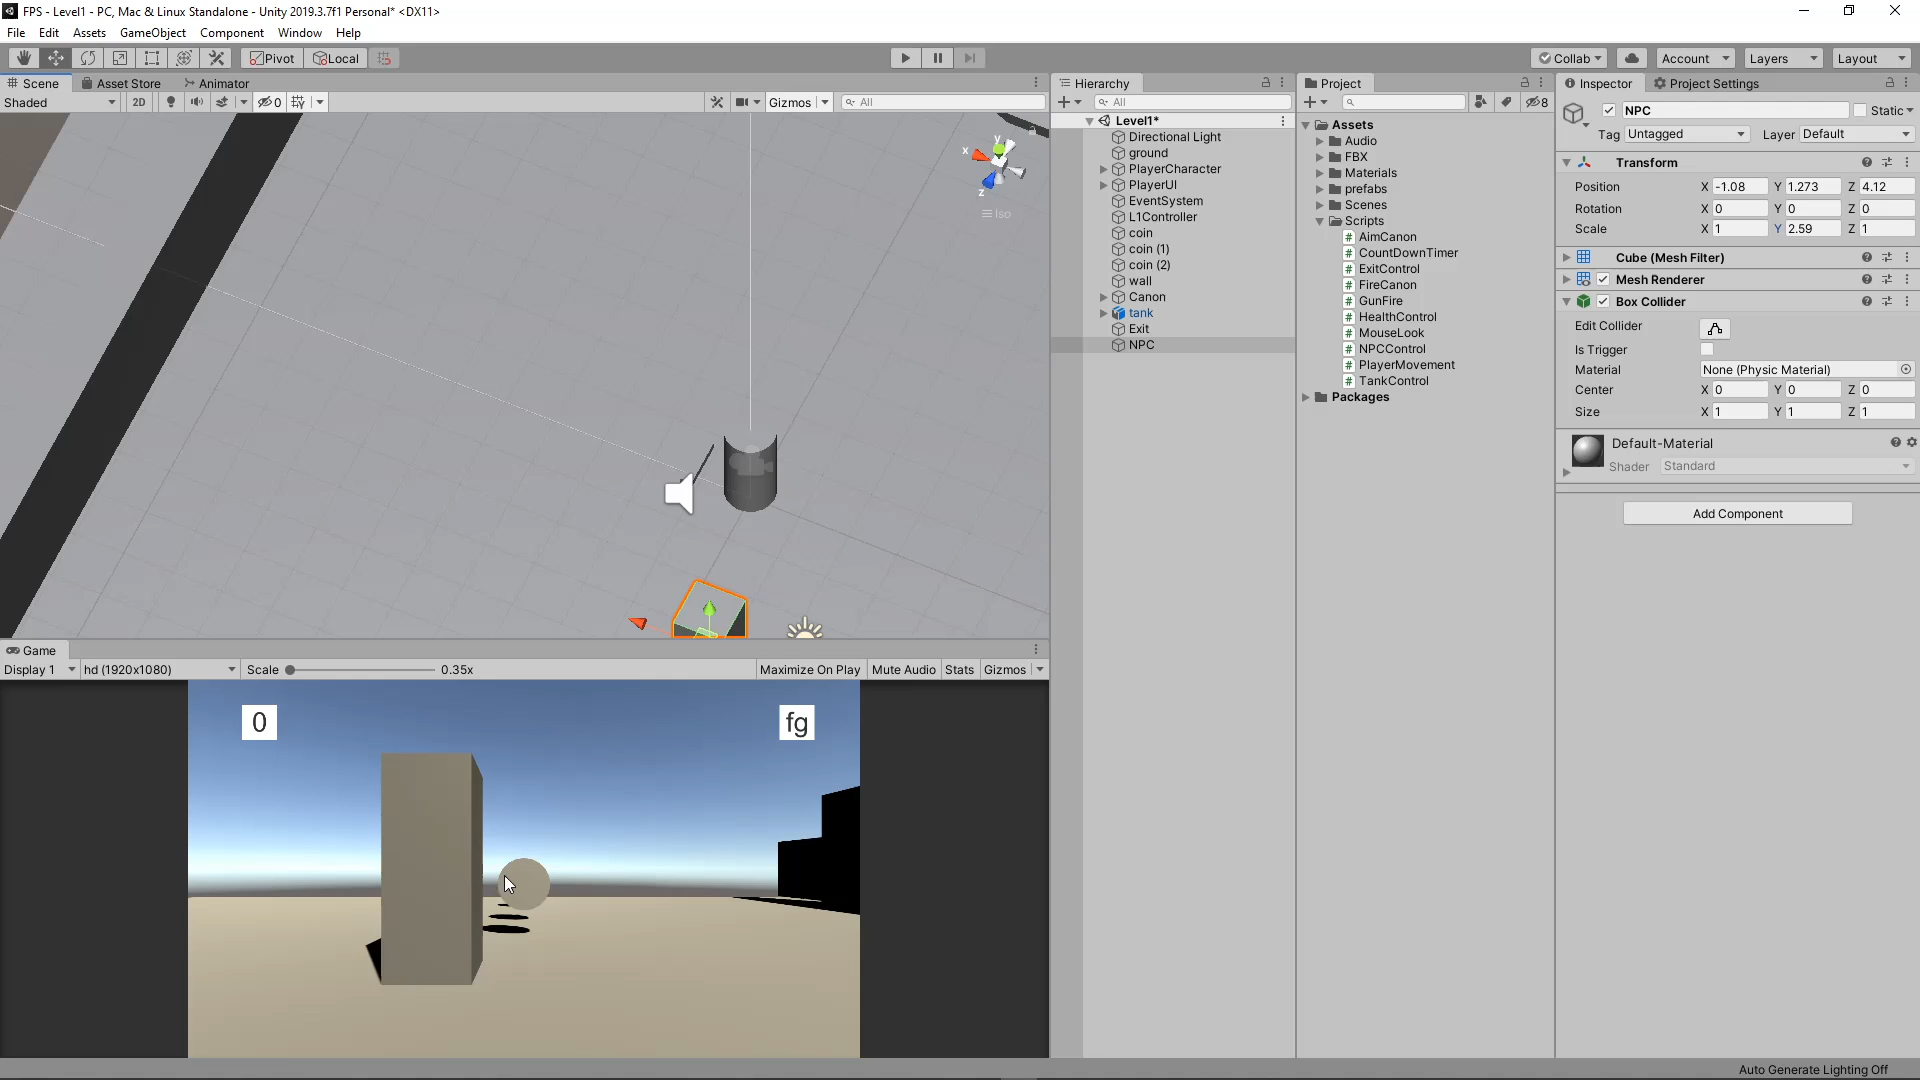 FPS - Level1 - PC, Mac & Linux Standalone - Unity 2019.3.7f1 Personal* <DX11>
File Edit Assets GameObject Component Window Help
Pivot Local Collab Account Layers Layout
Scene Asset Store Animator
Shaded 2D 0 Gizmos All
y
x
z
Iso
Hierarchy
All
Level1*
Directional Light
ground
PlayerCharacter
PlayerUI
EventSystem
L1Controller
coin
coin (1)
coin (2)
wall
Canon
tank
Exit
NPC
Project
8
Assets
Audio
FBX
Materials
prefabs
Scenes
Scripts
# AimCanon
# CountDownTimer
# ExitControl
# FireCanon
# GunFire
# HealthControl
# MouseLook
# NPCControl
# PlayerMovement
# TankControl
Packages
Inspector Project Settings
NPC Static
Tag Untagged Layer Default
Transform
Position X -1.08 Y 1.273 Z 4.12
Rotation X 0 Y 0 Z 0
Scale X 1 Y 2.59 Z 1
Cube (Mesh Filter)
Mesh Renderer
Box Collider
Edit Collider
Is Trigger
Material None (Physic Material)
Center X 0 Y 0 Z 0
Size X 1 Y 1 Z 1
Default-Material
Shader Standard
Add Component
Game
Display 1 hd (1920x1080) Scale 0.35x Maximize On Play Mute Audio Stats Gizmos
0 fg
Auto Generate Lighting Off